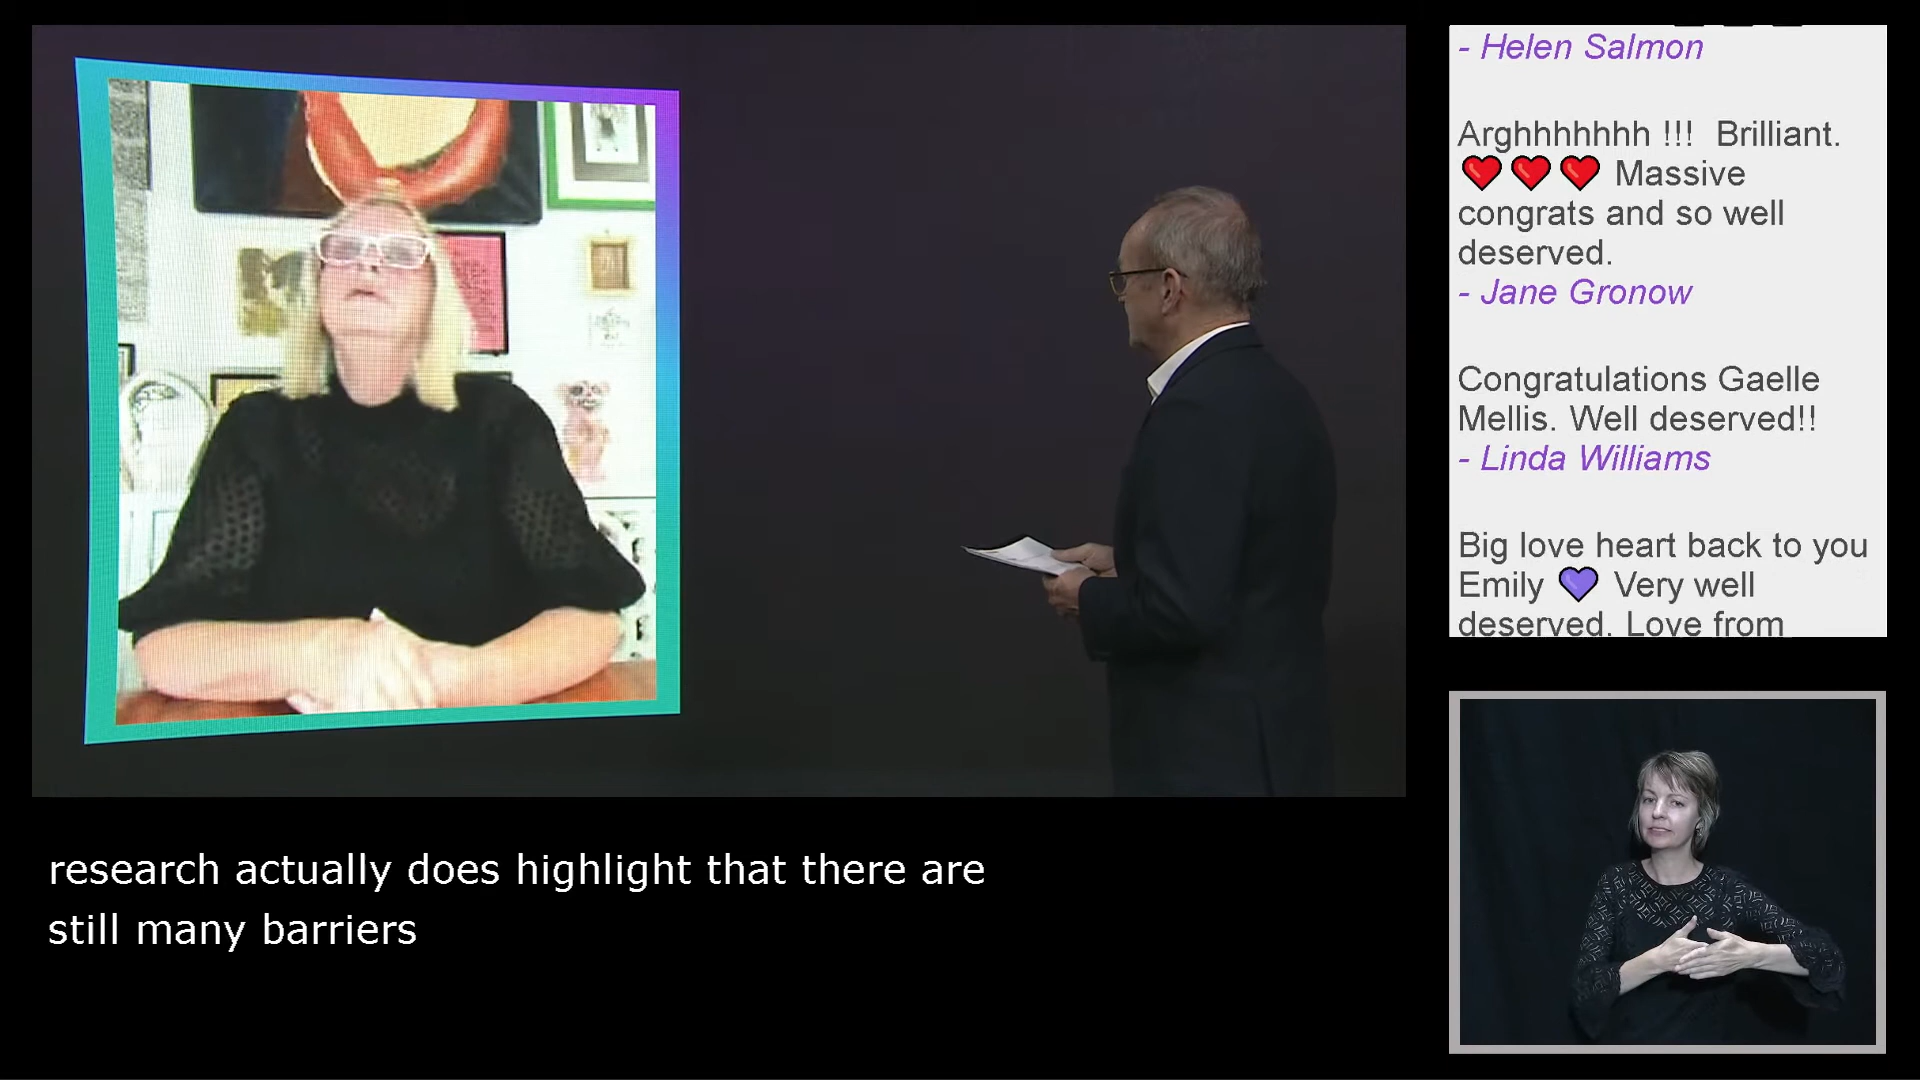 - Helen Salmon
Arghhhhhhh !!!  Brilliant.
❤️❤️❤️ Massive
congrats and so well
deserved.
- Jane Gronow
Congratulations Gaelle
Mellis. Well deserved!!
- Linda Williams
Big love heart back to you
Emily 💜 Very well
deserved. Love from
research actually does highlight that there are
still many barriers